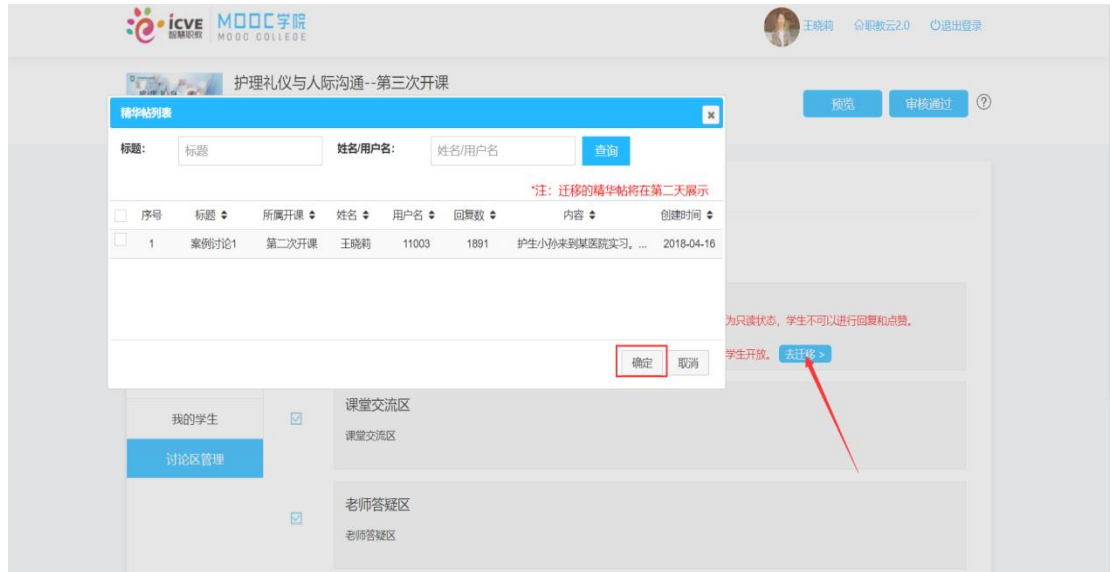 icve 智慧职教 MOOC学院 MOOC COLLEGE 王晓莉 职教云2.0 退出登录
护理礼仪与人际沟通--第三次开课
预览 审核通过 ?
精华帖列表 ×
标题: 标题 姓名/用户名: 姓名/用户名 查询
*注：迁移的精华帖将在第二天展示
序号 标题 所属开课 姓名 用户名 回复数 内容 创建时间
1 案例讨论1 第二次开课 王晓莉 11003 1891 护生小孙来到某医院实习。... 2018-04-16
为只读状态，学生不可以进行回复和点赞。
学生开放。 去迁移 >
确定 取消
课堂交流区
我的学生
课堂交流区
讨论区管理
老师答疑区
老师答疑区